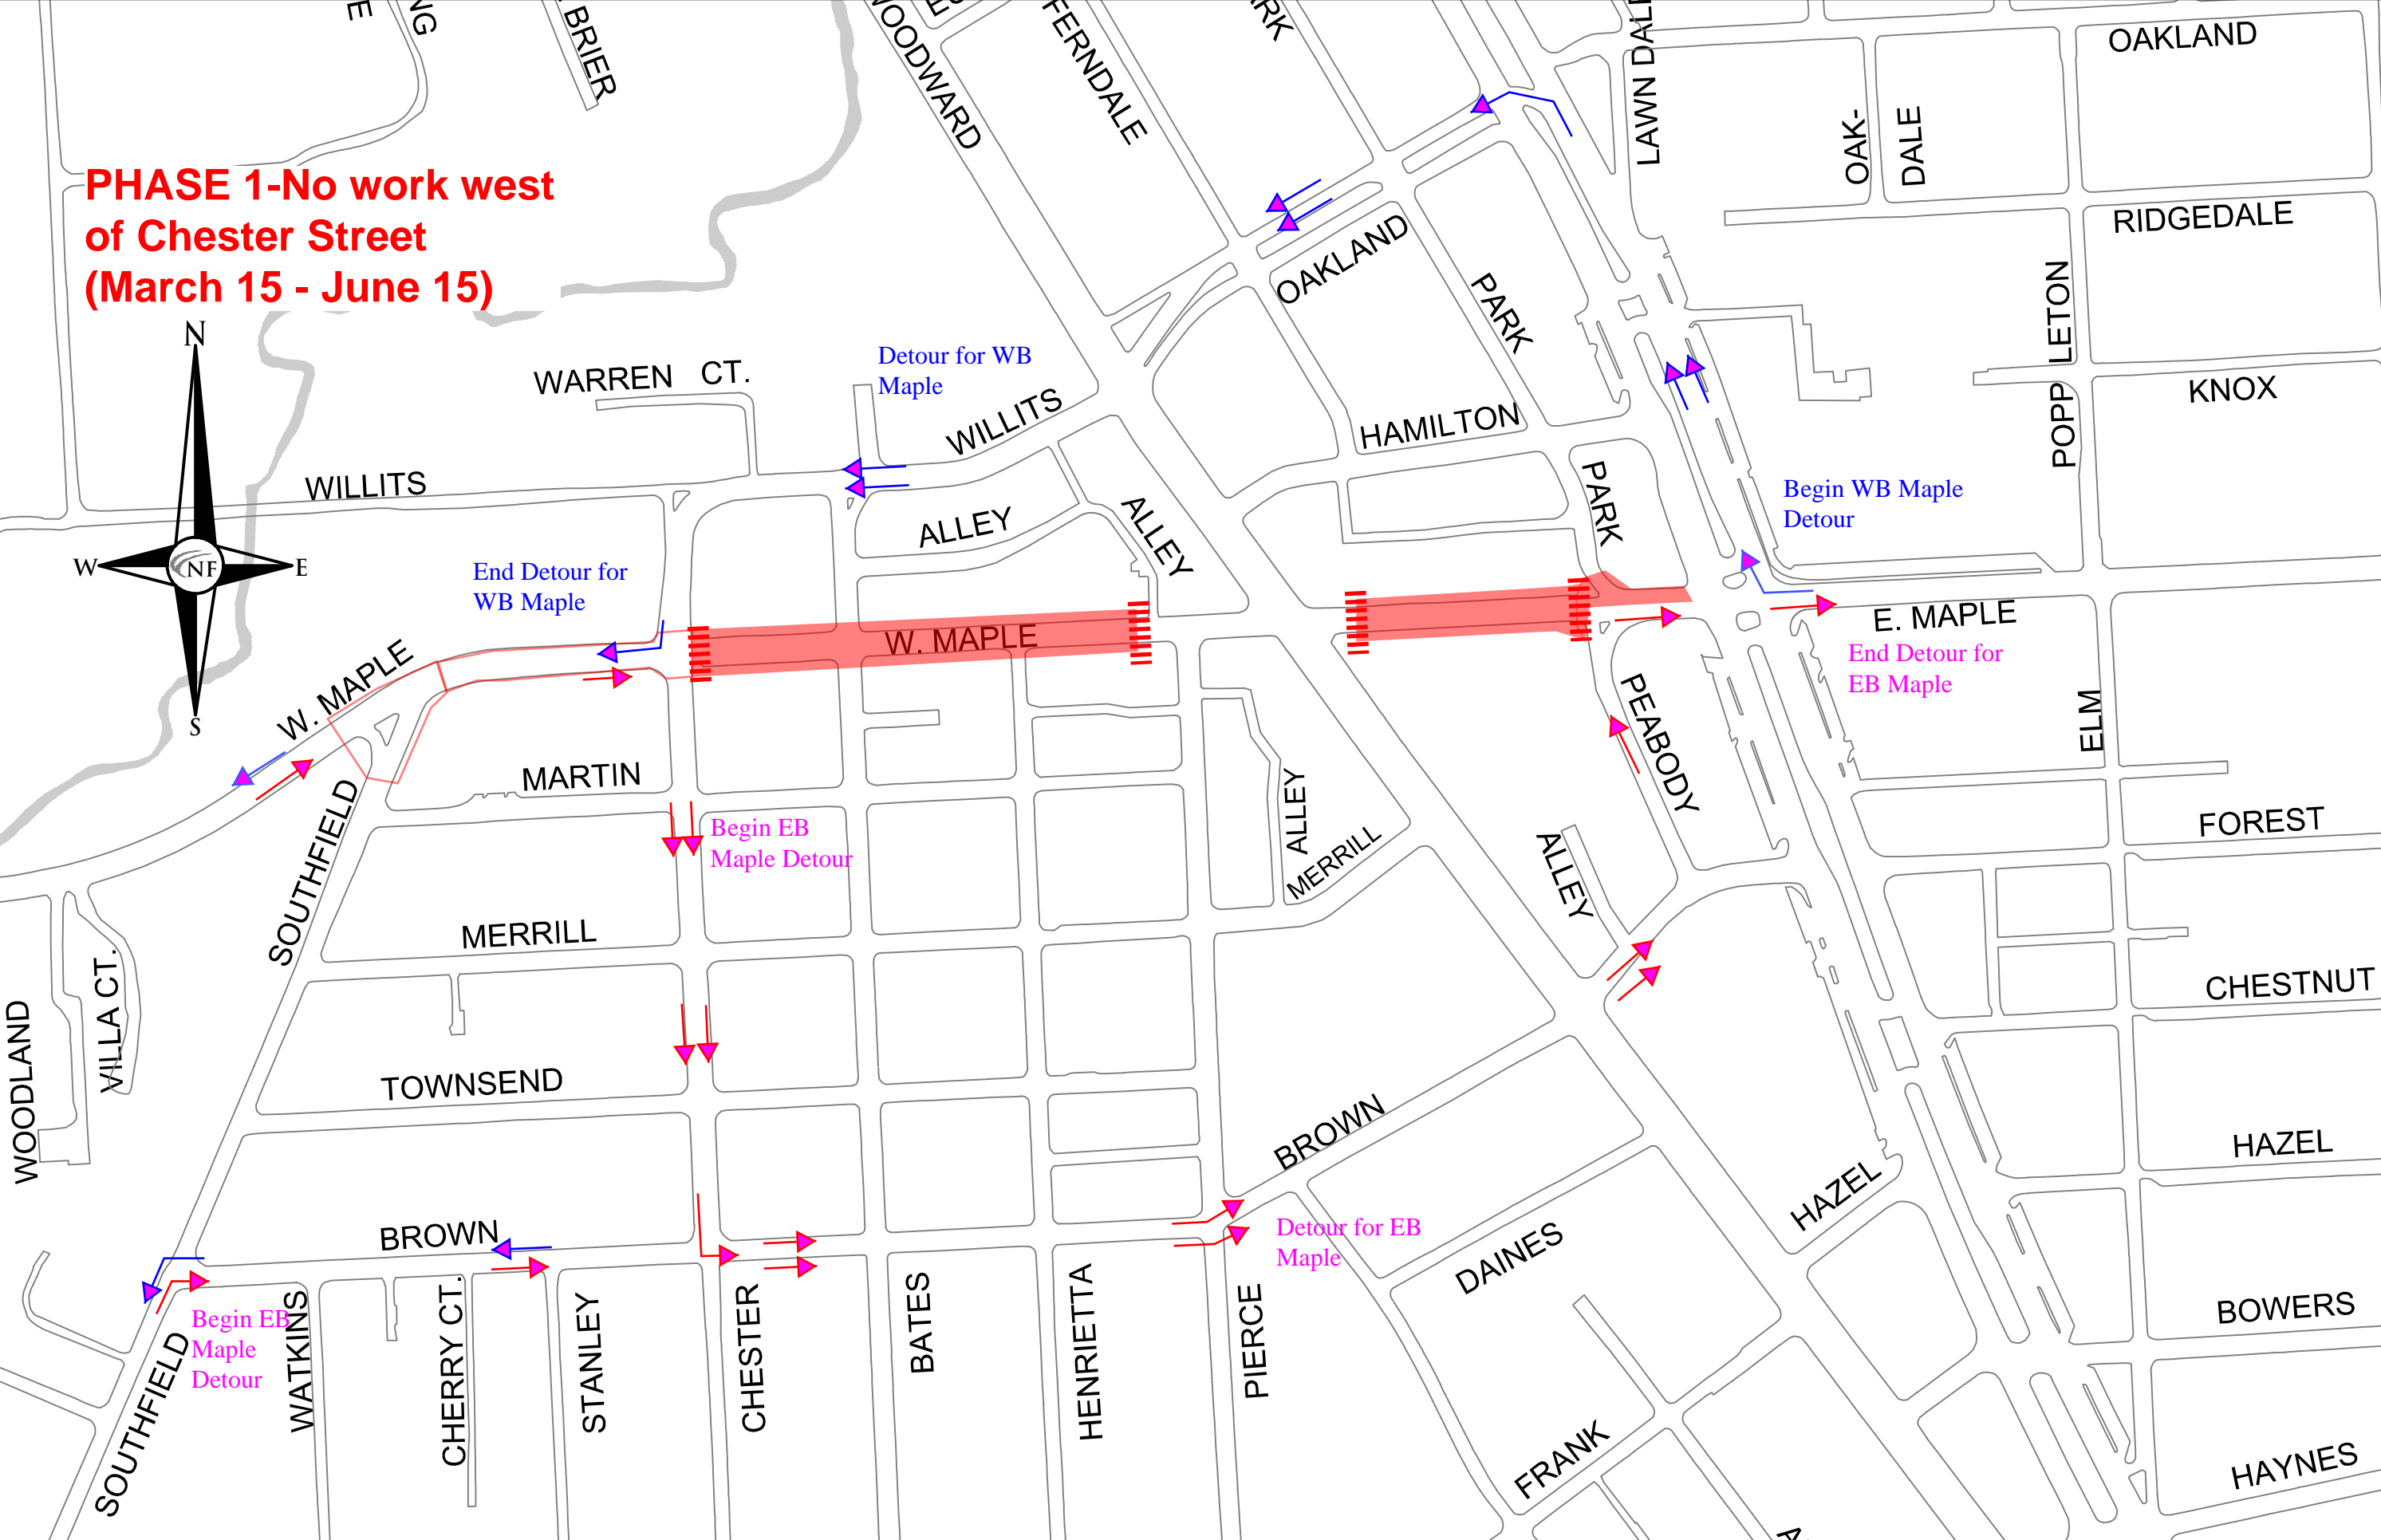 NG
BRIER
WOODWARD
FERNDALE
LAWN DALE
OAKLAND
OAK-
DALE
PHASE 1-No work west
of Chester Street
(March 15 - June 15)
RIDGEDALE
OAKLAND
PARK
POPP LETON
KNOX
N
W
NF
E
S
WARREN CT.
Detour for WB
Maple
WILLITS
HAMILTON
WILLITS
ALLEY
ALLEY
PARK
Begin WB Maple
Detour
End Detour for
WB Maple
W. MAPLE
W. MAPLE
E. MAPLE
End Detour for
EB Maple
ELM
PEABODY
MARTIN
SOUTHFIELD
Begin EB
Maple Detour
ALLEY
MERRILL
ALLEY
FOREST
MERRILL
VILLA CT.
WOODLAND
CHESTNUT
TOWNSEND
BROWN
HAZEL
HAZEL
BROWN
Detour for EB
Maple
DAINES
Begin EB
Maple
Detour
SOUTHFIELD
WATKINS
CHERRY CT.
STANLEY
CHESTER
BATES
HENRIETTA
PIERCE
BOWERS
FRANK
HAYNES